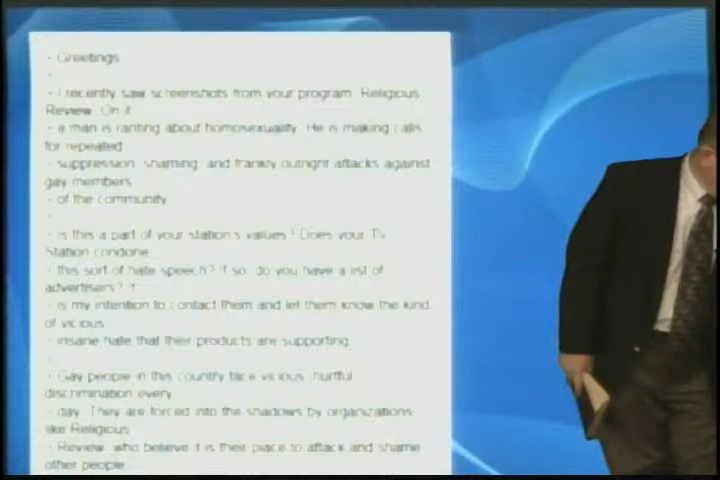 - Greetings
-
- I recently saw screenshots from your program, Religious
Review. On it
- a man is ranting about homosexuality. He is making calls
for repeated
- suppression, shaming, and frankly outright attacks against
gay members
- of the community.
-
- Is this a part of your station's values? Does your TV
Station condone
- this sort of hate speech? If so, do you have a list of
advertisers? It
- is my intention to contact them and let them know the kind
of vicious
- insane hate that their products are supporting.
-
- Gay people in this country face vicious, hurtful
discrimination every
- day. They are forced into the shadows by organizations
like Religious
- Review, who believe it is their place to attack and shame
other people